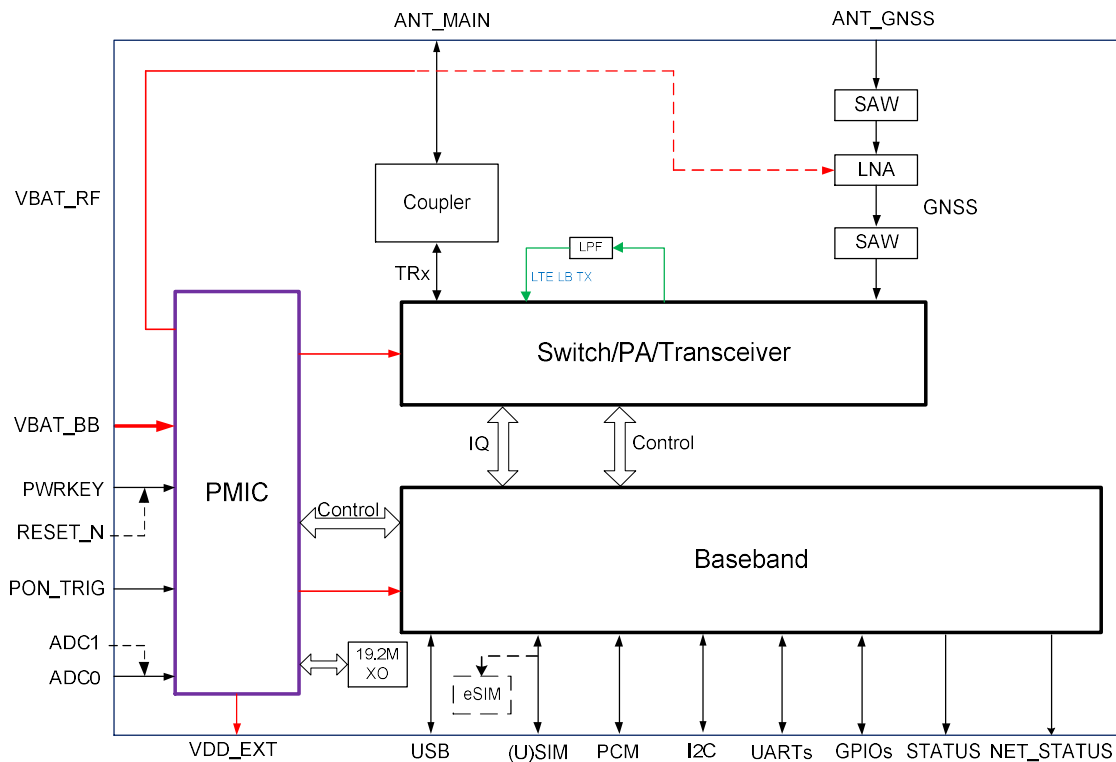 ANT_MAIN
ANT_GNSS
SAW
LNA
VBAT_RF
Coupler
GNSS
SAW
LPF
TRx
LTE LB TX
Switch/PA/Transceiver
VBAT_BB
IQ
Control
PWRKEY
PMIC
RESET_N
Control
Baseband
PON_TRIG
ADC1
19.2M
XO
ADC0
eSIM
VDD_EXT
USB
(U)SIM
PCM
I2C
UARTs
GPIOs
STATUS
NET_STATUS